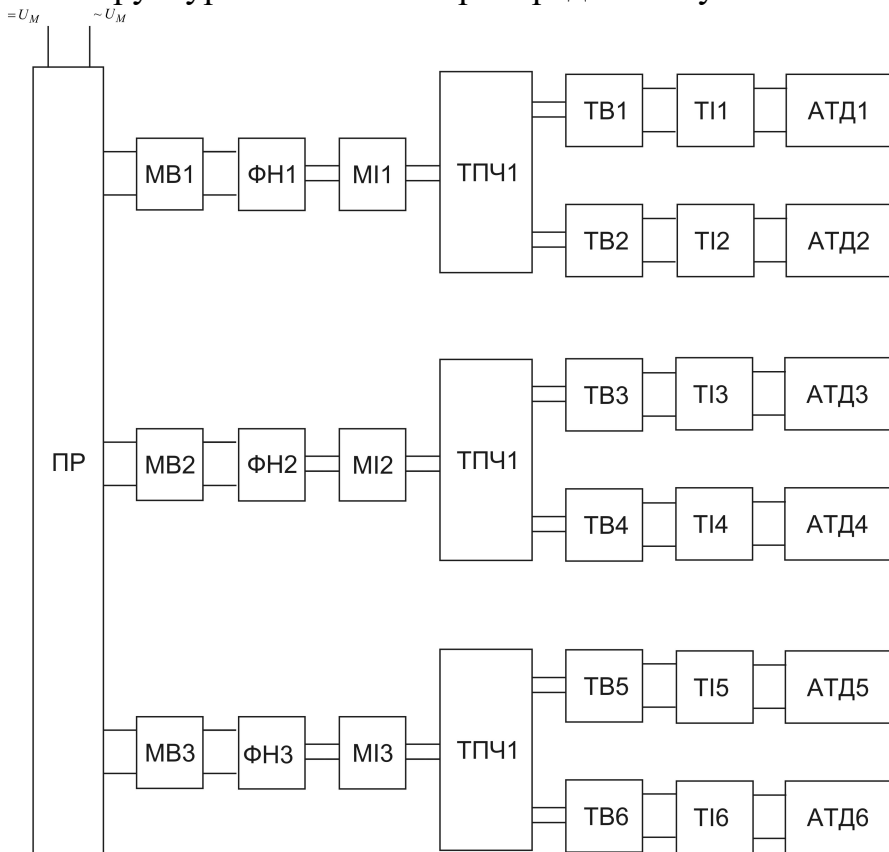 =U_M ~U_M
ТВ1 ТІ1 АТД1
МВ1 ФН1 МІ1 ТПЧ1
ТВ2 ТІ2 АТД2
ТВ3 ТІ3 АТД3
ПР МВ2 ФН2 МІ2 ТПЧ1
ТВ4 ТІ4 АТД4
ТВ5 ТІ5 АТД5
МВ3 ФН3 МІ3 ТПЧ1
ТВ6 ТІ6 АТД6